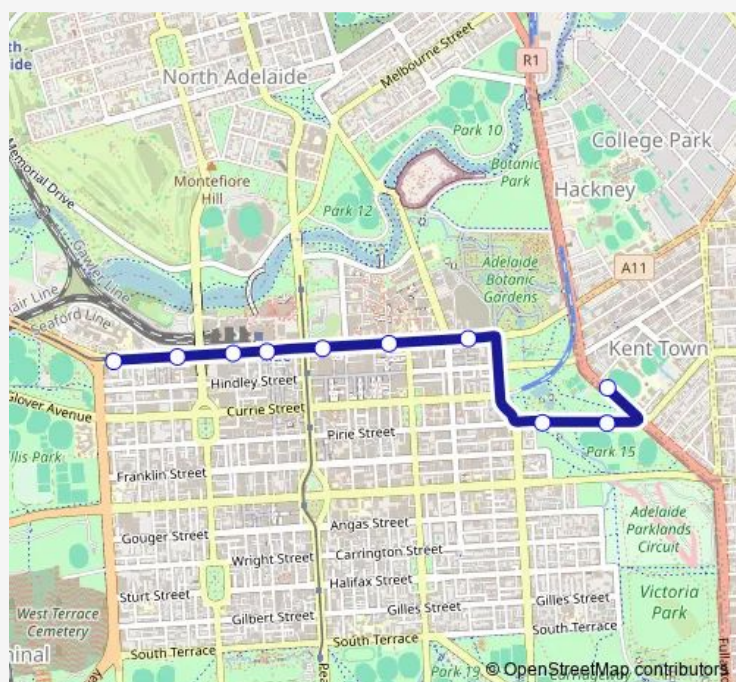 North Adelaide
Melbourne Street
R1
Park 10
College Park
Botanic
Park
Hackney
Memorial Drive
Montefiore
Hill
Park 12
Gawler Line
Adelaide
Botanic
Gardens
A11
Seaford Line
Kent Town
Hindley Street
Glover Avenue
Currie Street
Pirie Street
Park 15
Franklin Street
Adelaide
Parklands
Circuit
Gouger Street
Angas Street
Wright Street
Carrington Street
Sturt Street
Halifax Street
Victoria
Park
West Terrace
Cemetery
Gilbert Street
Gilles Street
Gilles Street
South Terrace
South Terrace
South Terrace
Park 19
© OpenStreetMap contributors